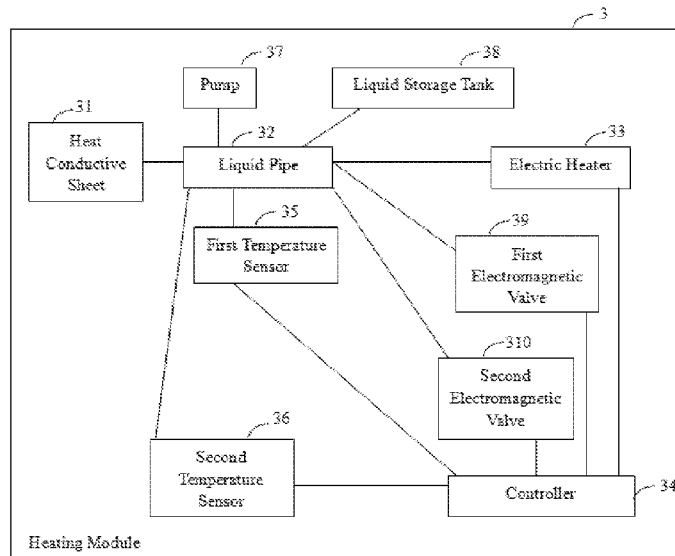 3
37
38
Pump
Liquid Storage Tank
31
32
33
Heat
Conductive
Sheet
Liquid Pipe
Electric Heater
35
39
First Temperature
Sensor
First
Electromagnetic
Valve
310
Second
Electromagnetic
Valve
36
Second
Temperature
Sensor
Controller
34
Heating Module